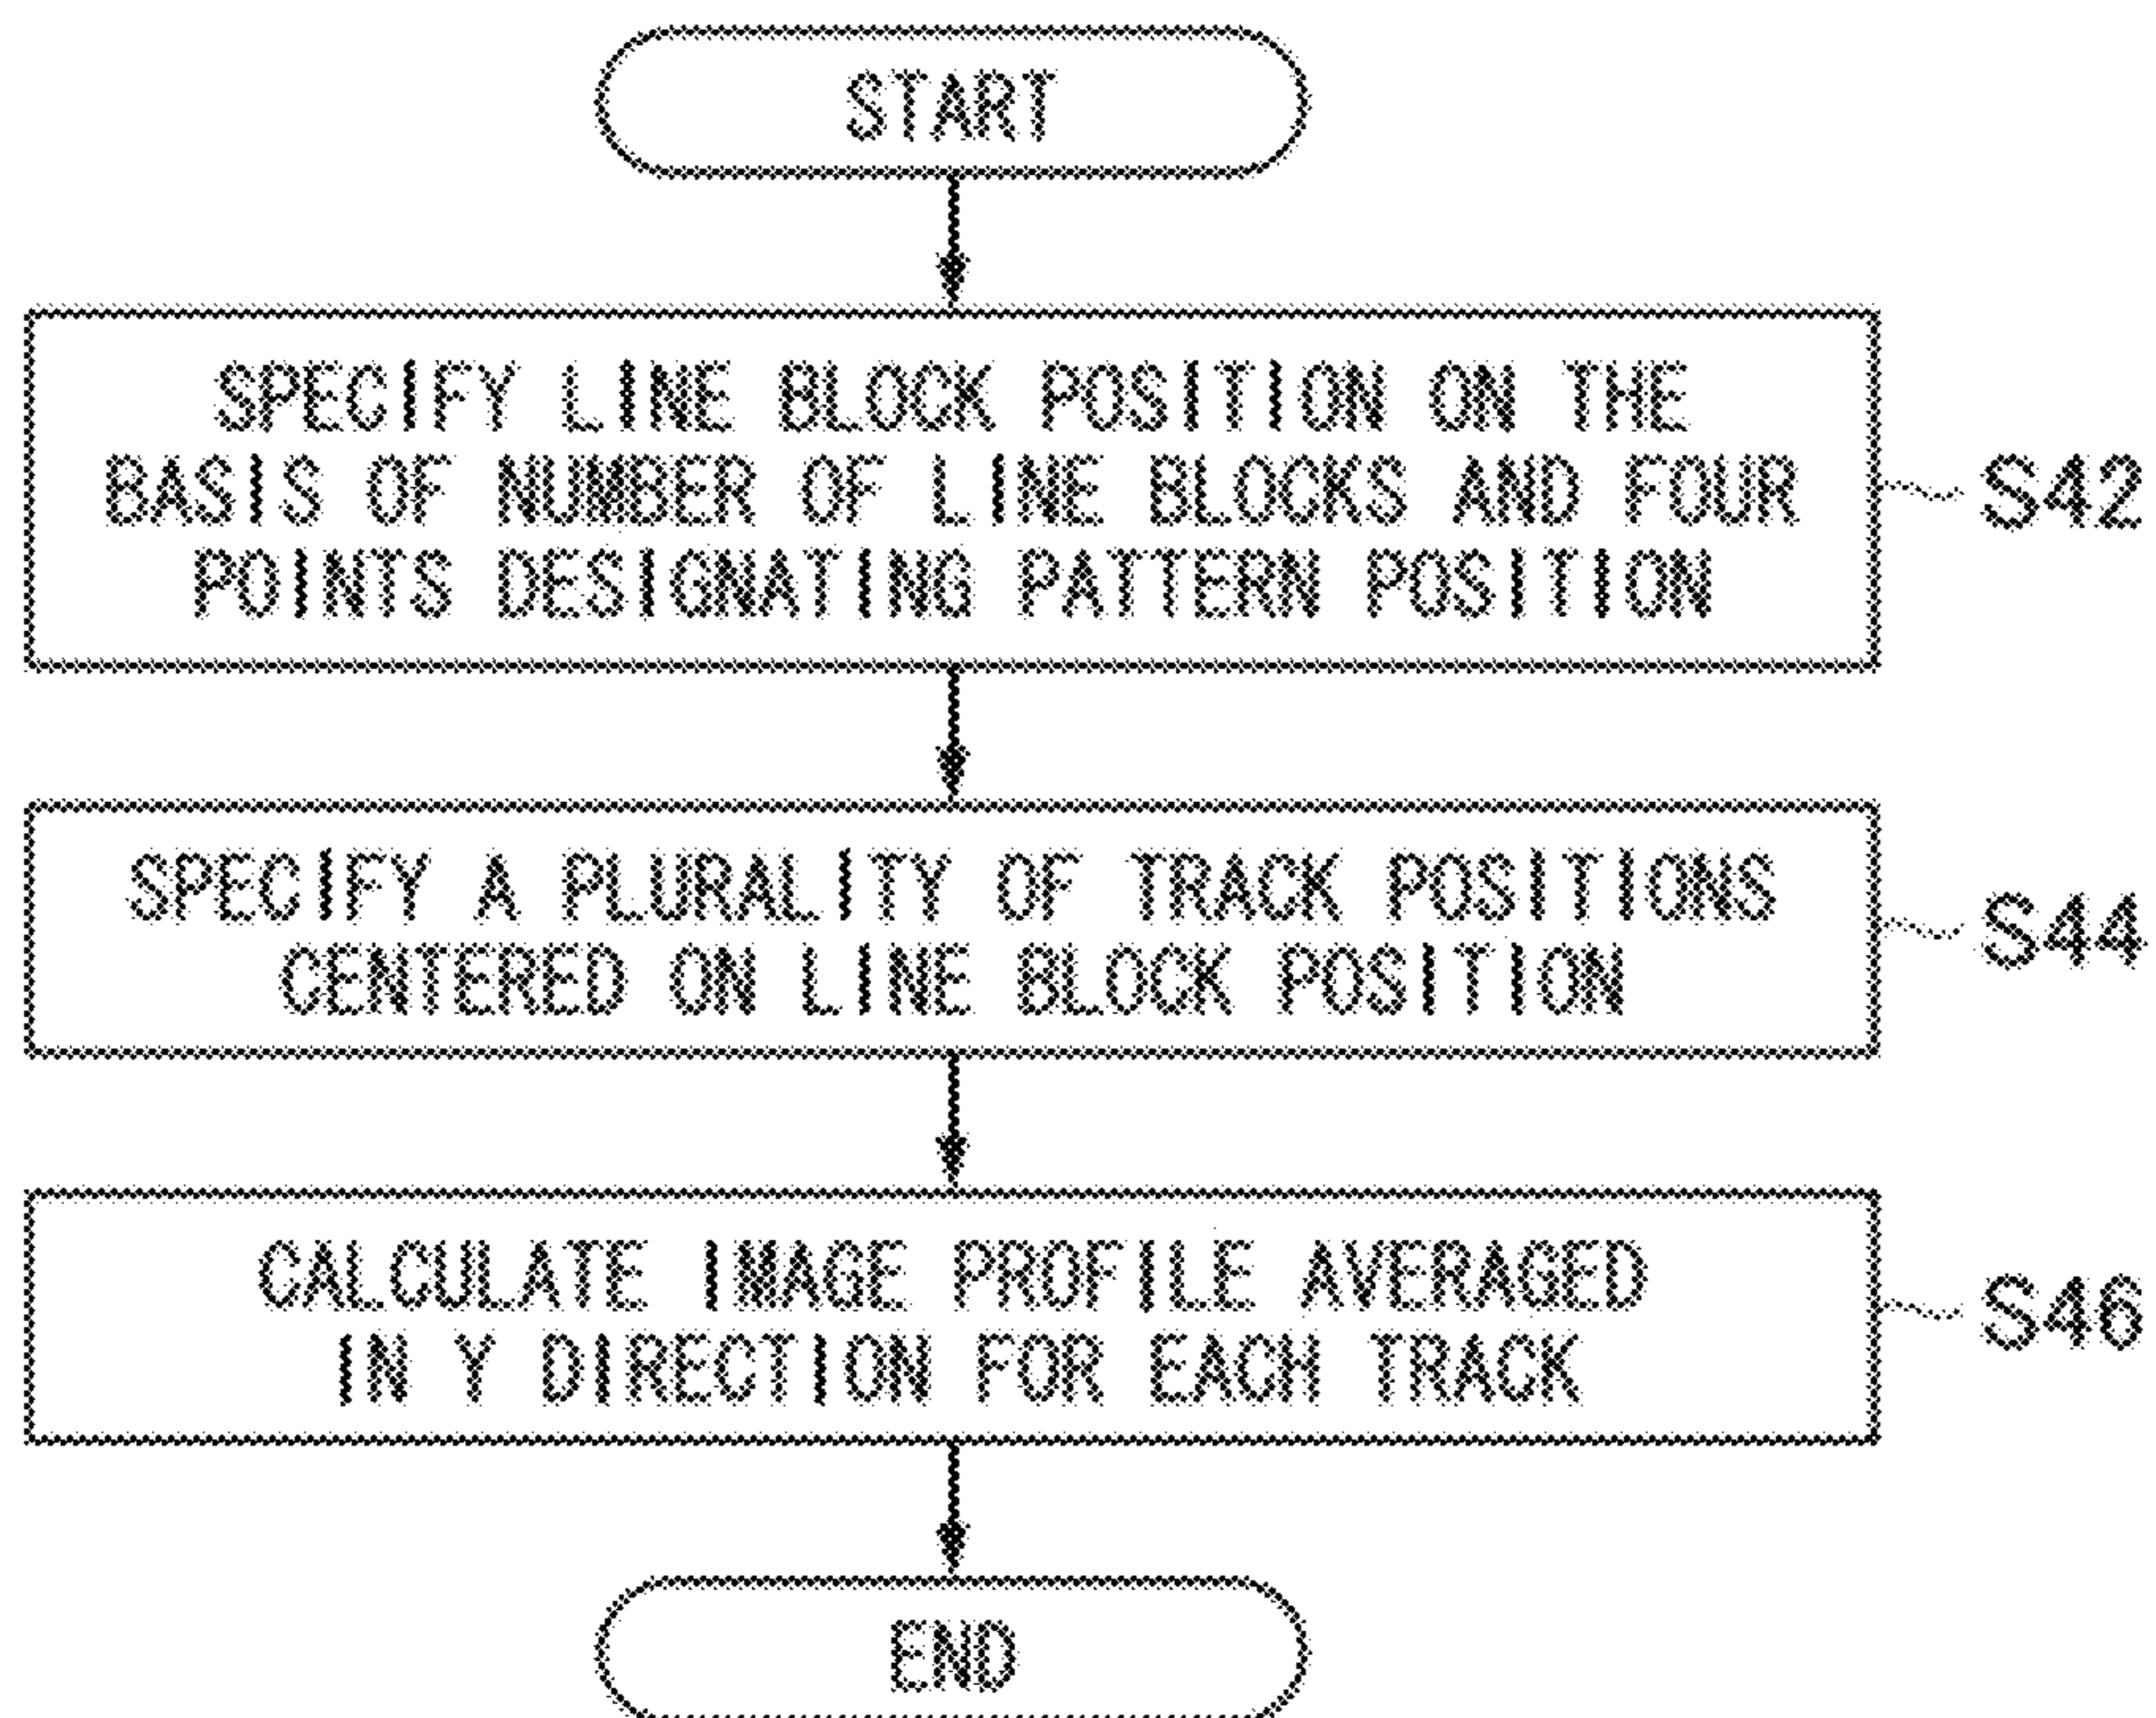 START
SPECIFY LINE BLOCK POSITION ON THE
BASIS OF NUMBER OF LINE BLOCKS AND FOUR
POINTS DESIGNATING PATTERN POSITION
S42
SPECIFY A PLURALITY OF TRACK POSITIONS
CENTERED ON LINE BLOCK POSITION
S44
CALCULATE IMAGE PROFILE AVERAGED
IN Y DIRECTION FOR EACH TRACK
S46
END